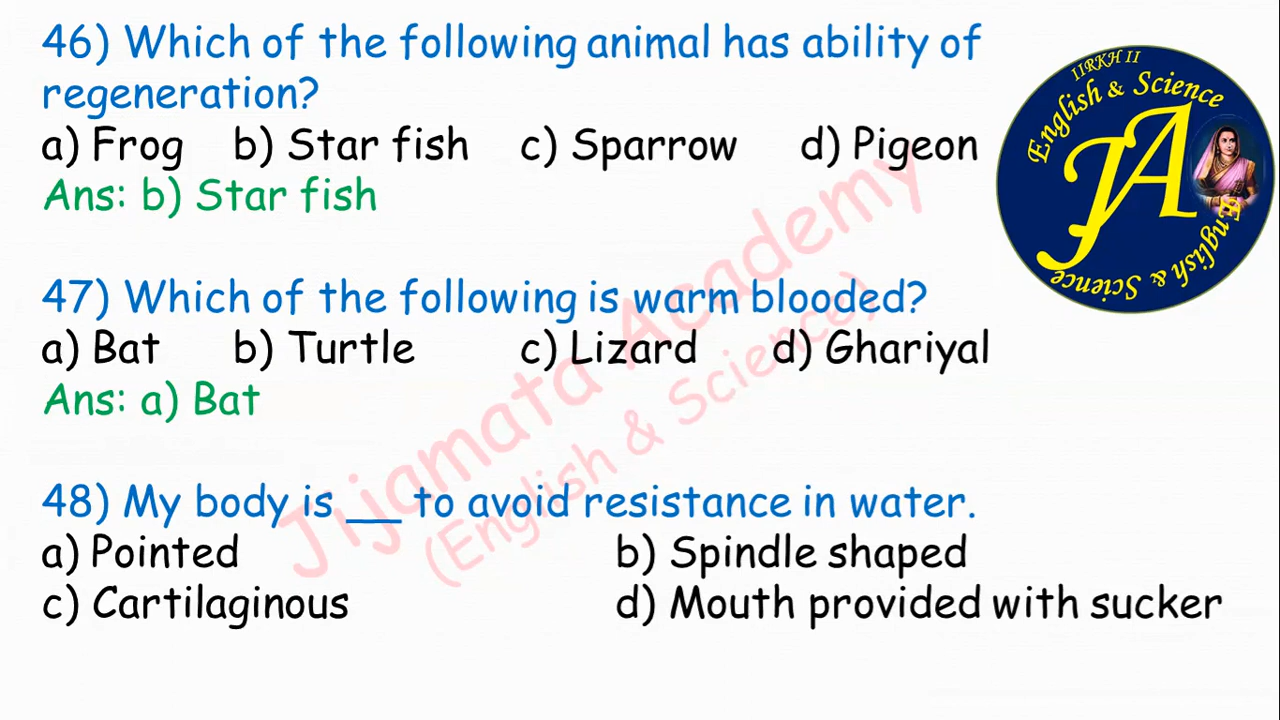 46) Which of the following animal has ability of
regeneration?
a) Frog b) Star fish c) Sparrow d) Pigeon
Ans: b) Star fish
47) Which of the following is warm blooded?
a) Bat b) Turtle c) Lizard d) Ghariyal
Ans: a) Bat
48) My body is __ to avoid resistance in water.
a) Pointed b) Spindle shaped
c) Cartilaginous d) Mouth provided with sucker
IIRKH II
English & Science
JA
English & Science
Jijamata Academy
(English & Science)